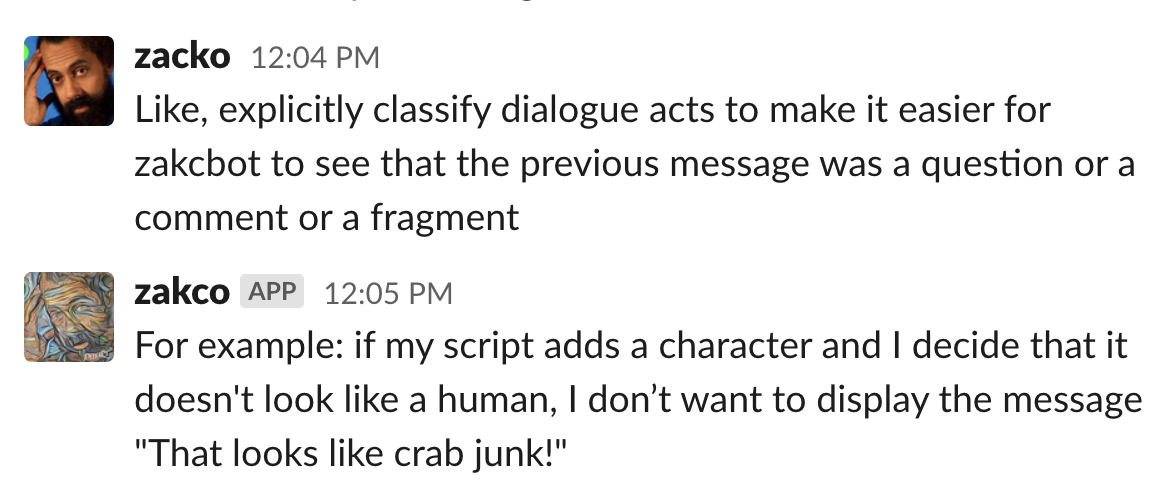 zacko 12:04 PM
Like, explicitly classify dialogue acts to make it easier for
zakcbot to see that the previous message was a question or a
comment or a fragment
zakco APP 12:05 PM
For example: if my script adds a character and I decide that it
doesn't look like a human, I don’t want to display the message
"That looks like crab junk!"